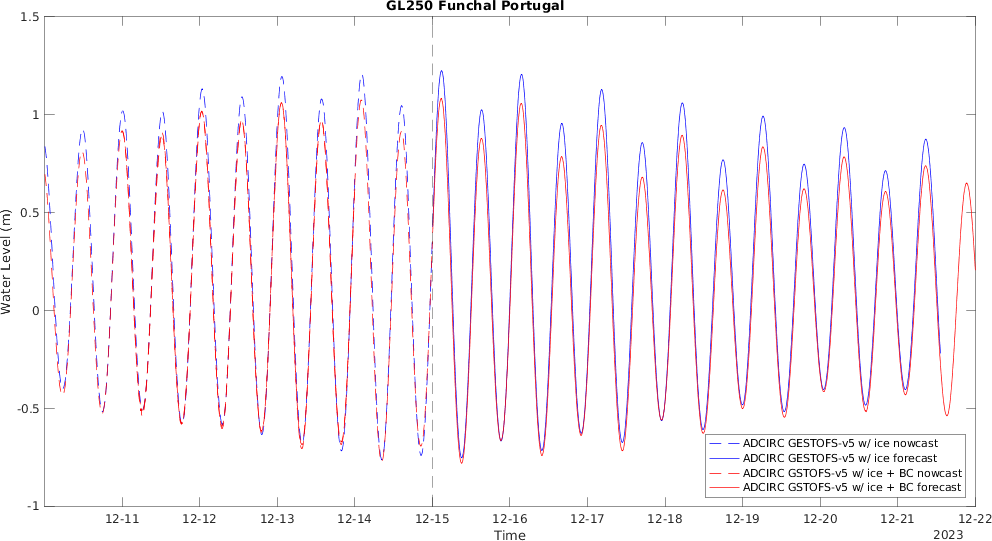 GL250 Funchal Portugal
1.5
1
0.5
0
-0.5
-1
Water Level (m)
12-11 12-12 12-13 12-14 12-15 12-16 12-17 12-18 12-19 12-20 12-21 12-22
Time
2023
ADCIRC GESTOFS-v5 w/ ice nowcast
ADCIRC GESTOFS-v5 w/ ice forecast
ADCIRC GSTOFS-v5 w/ ice + BC nowcast
ADCIRC GSTOFS-v5 w/ ice + BC forecast